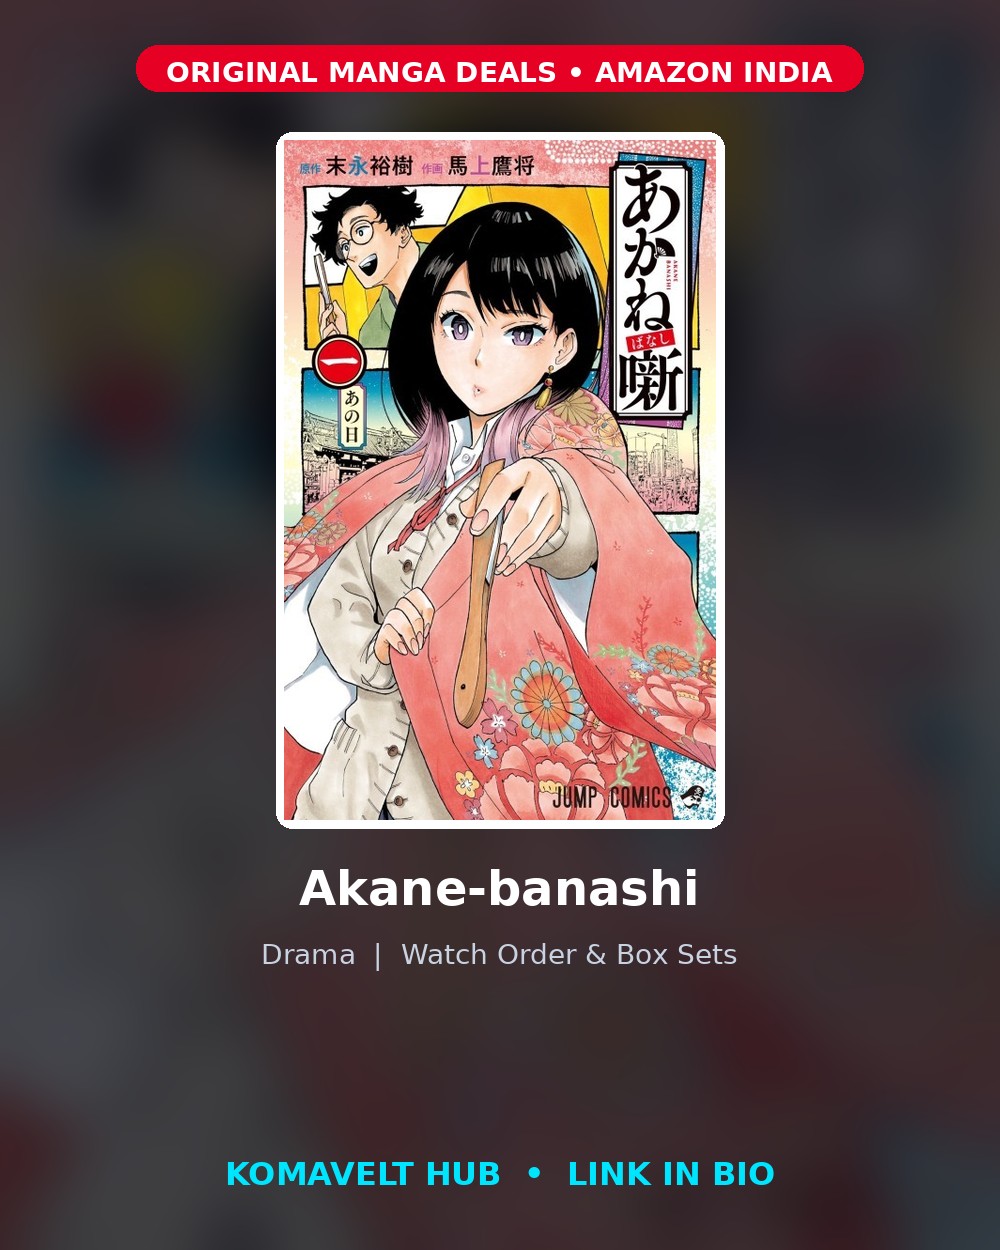 ORIGINAL MANGA DEALS • AMAZON INDIA
原作 末永裕樹 作画 馬上鷹将
あかね噺
ばなし
AKANE BANASHI
一
あの日
JUMP COMICS
Akane-banashi
Drama | Watch Order & Box Sets
KOMAVELT HUB • LINK IN BIO